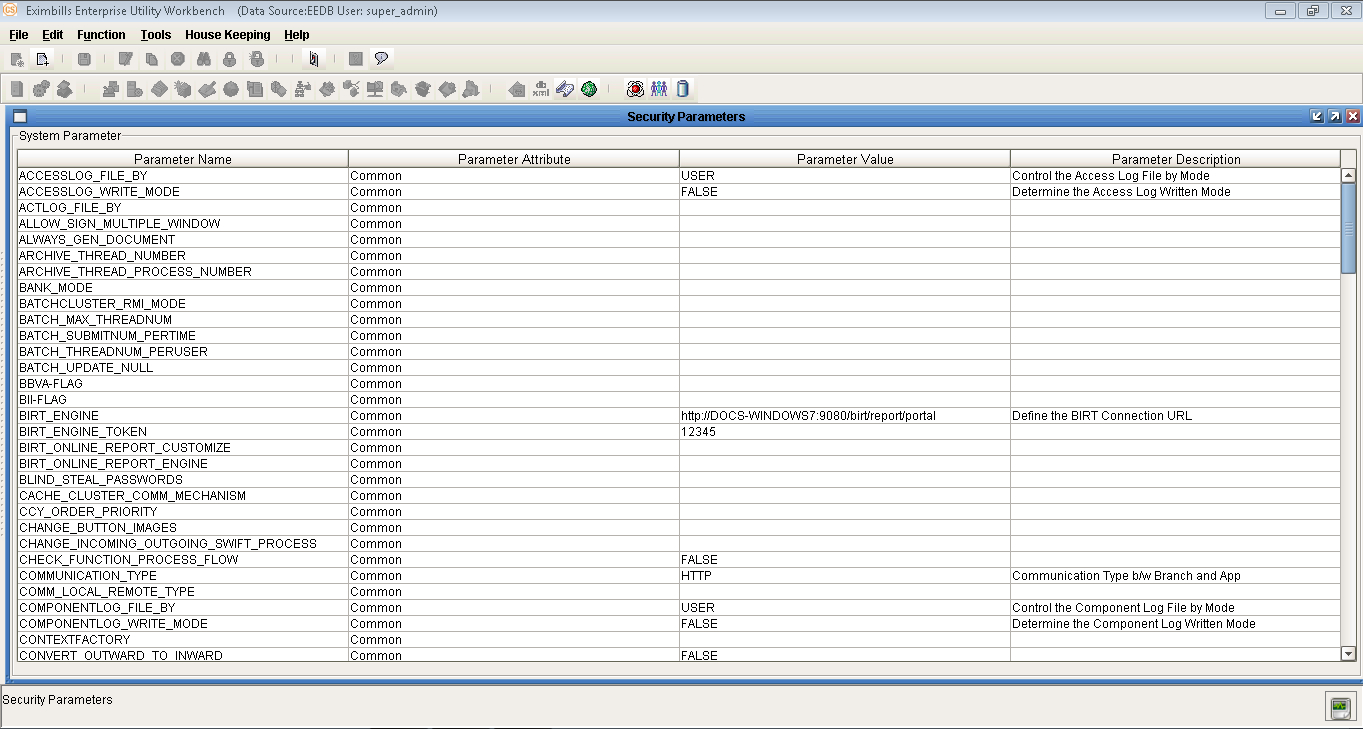 CS Eximbills Enterprise Utility Workbench (Data Source:EEDB User: super_admin)
File Edit Function Tools House Keeping Help
db
xml
Security Parameters
System Parameter
Parameter Name Parameter Attribute Parameter Value Parameter Description
ACCESSLOG_FILE_BY Common USER Control the Access Log File by Mode
ACCESSLOG_WRITE_MODE Common FALSE Determine the Access Log Written Mode
ACTLOG_FILE_BY Common
ALLOW_SIGN_MULTIPLE_WINDOW Common
ALWAYS_GEN_DOCUMENT Common
ARCHIVE_THREAD_NUMBER Common
ARCHIVE_THREAD_PROCESS_NUMBER Common
BANK_MODE Common
BATCHCLUSTER_RMI_MODE Common
BATCH_MAX_THREADNUM Common
BATCH_SUBMITNUM_PERTIME Common
BATCH_THREADNUM_PERUSER Common
BATCH_UPDATE_NULL Common
BBVA-FLAG Common
BII-FLAG Common
BIRT_ENGINE Common http://DOCS-WINDOWS7:9080/birt/report/portal Define the BIRT Connection URL
BIRT_ENGINE_TOKEN Common 12345
BIRT_ONLINE_REPORT_CUSTOMIZE Common
BIRT_ONLINE_REPORT_ENGINE Common
BLIND_STEAL_PASSWORDS Common
CACHE_CLUSTER_COMM_MECHANISM Common
CCY_ORDER_PRIORITY Common
CHANGE_BUTTON_IMAGES Common
CHANGE_INCOMING_OUTGOING_SWIFT_PROCESS Common
CHECK_FUNCTION_PROCESS_FLOW Common FALSE
COMMUNICATION_TYPE Common HTTP Communication Type b/w Branch and App
COMM_LOCAL_REMOTE_TYPE Common
COMPONENTLOG_FILE_BY Common USER Control the Component Log File by Mode
COMPONENTLOG_WRITE_MODE Common FALSE Determine the Component Log Written Mode
CONTEXTFACTORY Common
CONVERT_OUTWARD_TO_INWARD Common FALSE
Security Parameters